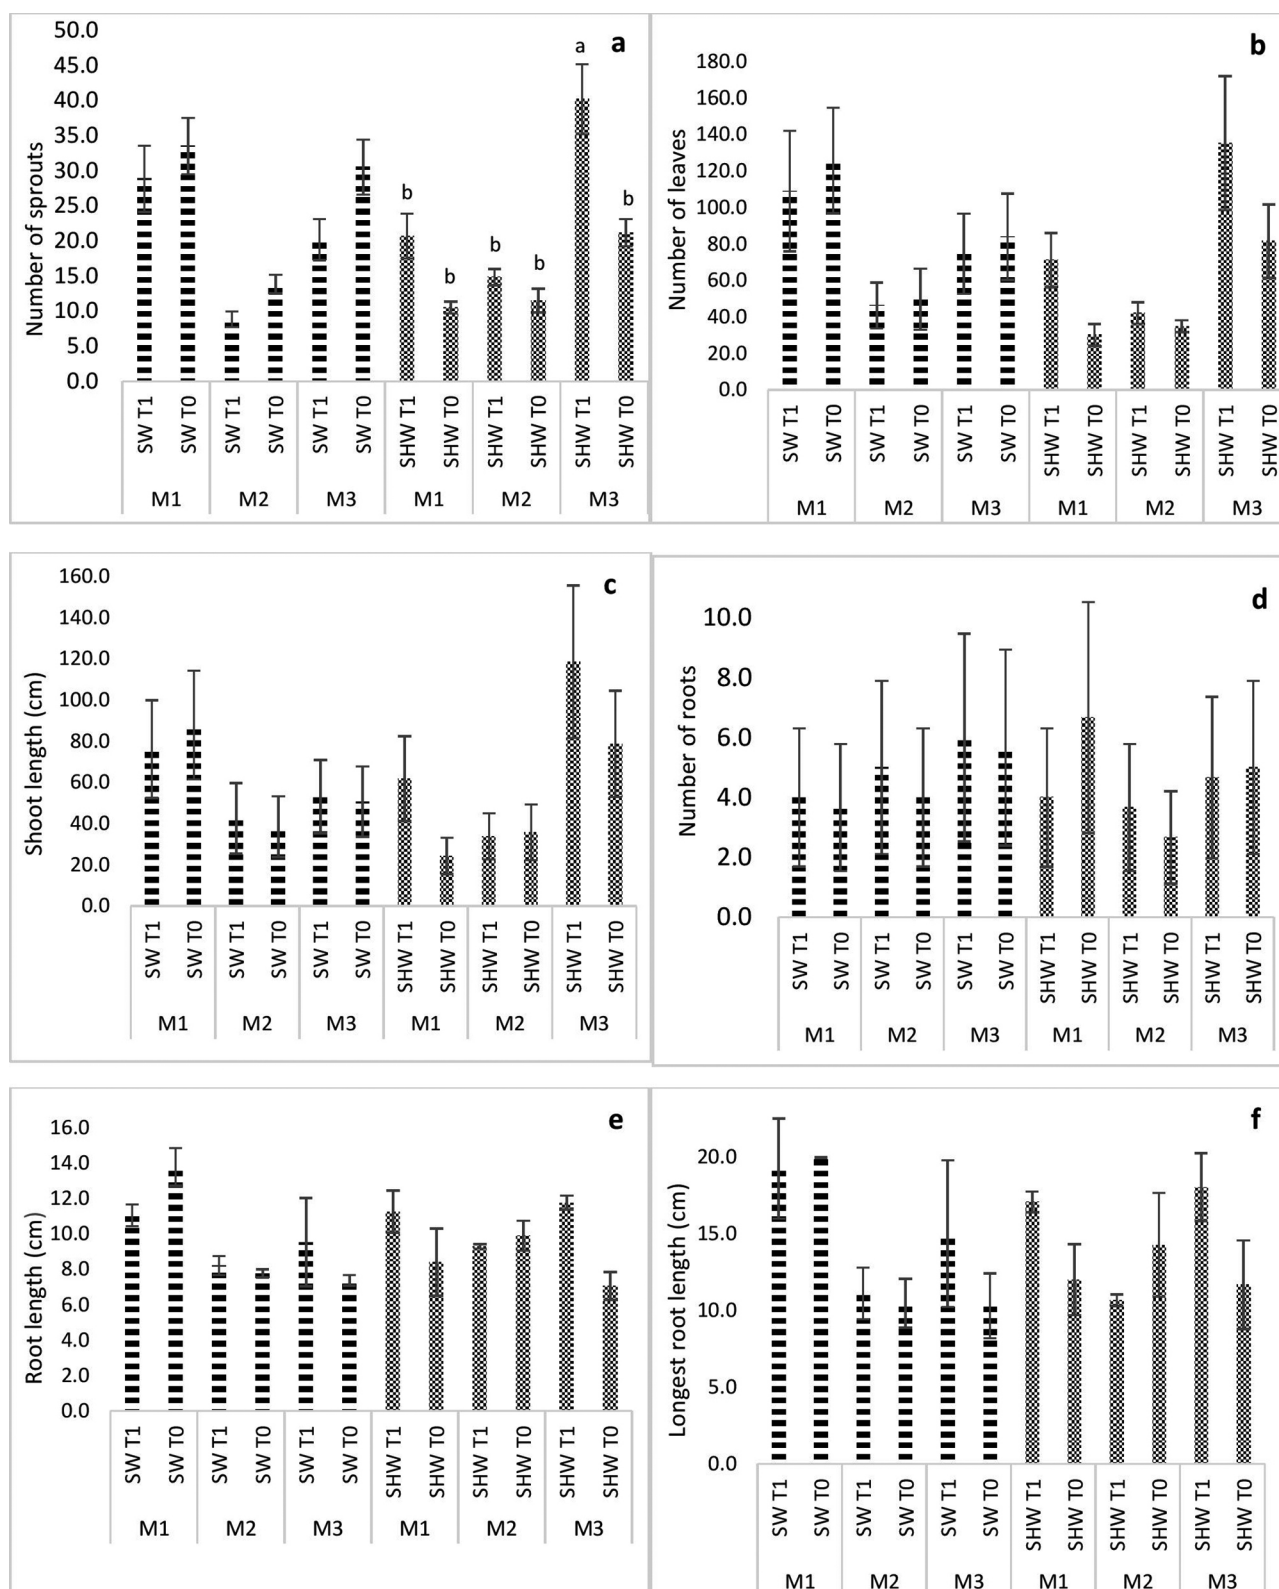 a
Number of sprouts
50.0
45.0
40.0
35.0
30.0
25.0
20.0
15.0
10.0
5.0
0.0
b b b b a b
SW T1 SW T0 SW T1 SW T0 SW T1 SW T0 SHW T1 SHW T0 SHW T1 SHW T0 SHW T1 SHW T0
M1 M2 M3 M1 M2 M3
b
Number of leaves
180.0
160.0
140.0
120.0
100.0
80.0
60.0
40.0
20.0
0.0
SW T1 SW T0 SW T1 SW T0 SW T1 SW T0 SHW T1 SHW T0 SHW T1 SHW T0 SHW T1 SHW T0
M1 M2 M3 M1 M2 M3
c
Shoot length (cm)
160.0
140.0
120.0
100.0
80.0
60.0
40.0
20.0
0.0
SW T1 SW T0 SW T1 SW T0 SW T1 SW T0 SHW T1 SHW T0 SHW T1 SHW T0 SHW T1 SHW T0
M1 M2 M3 M1 M2 M3
d
Number of roots
10.0
8.0
6.0
4.0
2.0
0.0
SW T1 SW T0 SW T1 SW T0 SW T1 SW T0 SHW T1 SHW T0 SHW T1 SHW T0 SHW T1 SHW T0
M1 M2 M3 M1 M2 M3
e
Root length (cm)
16.0
14.0
12.0
10.0
8.0
6.0
4.0
2.0
0.0
SW T1 SW T0 SW T1 SW T0 SW T1 SW T0 SHW T1 SHW T0 SHW T1 SHW T0 SHW T1 SHW T0
M1 M2 M3 M1 M2 M3
f
Longest root length (cm)
20.0
15.0
10.0
5.0
0.0
SW T1 SW T0 SW T1 SW T0 SW T1 SW T0 SHW T1 SHW T0 SHW T1 SHW T0 SHW T1 SHW T0
M1 M2 M3 M1 M2 M3